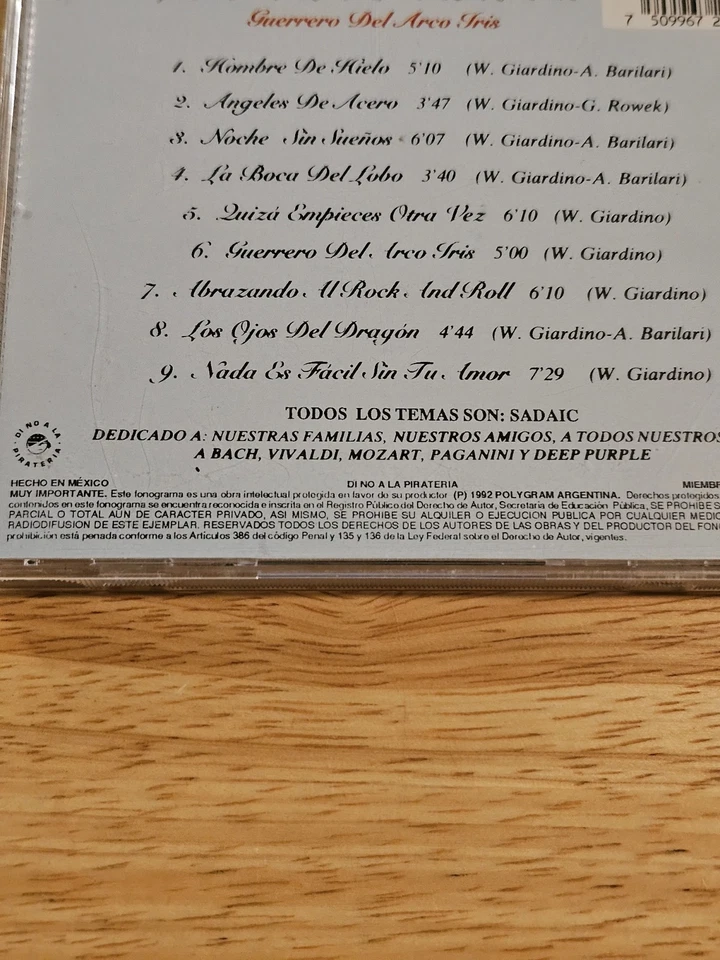 Guerrero Del Arco Iris
7 509967 2
1. Hombre De Hielo 5'10 (W. Giardino-A. Barilari)
2. Angeles De Acero 3'47 (W. Giardino-G. Rowek)
3. Noche Sin Sueños 6'07 (W. Giardino-A. Barilari)
4. La Boca Del Lobo 3'40 (W. Giardino-A. Barilari)
5. Quizá Empieces Otra Vez 6'10 (W. Giardino)
6. Guerrero Del Arco Iris 5'00 (W. Giardino)
7. Abrazando Al Rock And Roll 6'10 (W. Giardino)
8. Los Ojos Del Dragón 4'44 (W. Giardino-A. Barilari)
9. Nada Es Fácil Sin Tu Amor 7'29 (W. Giardino)
TODOS LOS TEMAS SON: SADAIC
DI NO A LA PIRATERIA
DEDICADO A: NUESTRAS FAMILIAS, NUESTROS AMIGOS, A TODOS NUESTROS
A BACH, VIVALDI, MOZART, PAGANINI Y DEEP PURPLE
HECHO EN MÉXICO DI NO A LA PIRATERIA MIEMBR
MUY IMPORTANTE. Este fonograma es una obra intelectual protegida en favor de su productor (P) 1992 POLYGRAM ARGENTINA. Derechos protegidos
contenidos en este fonograma se encuentra reconocida e inscrita en el Registro Público del Derecho de Autor, Secretaría de Educación Pública, SE PROHIBE S
PARCIAL O TOTAL AÚN DE CARACTER PRIVADO, ASI MISMO, SE PROHIBE SU ALQUILER O EJECUCION PUBLICA POR CUALQUIER MEDIO
RADIODIFUSION DE ESTE EJEMPLAR. RESERVADOS TODOS LOS DERECHOS DE LOS AUTORES DE LAS OBRAS Y DEL PRODUCTOR DEL FON
prohibición está penada conforme a los Artículos 386 del código Penal y 135 y 136 de la Ley Federal sobre el Derecho de Autor, vigentes.